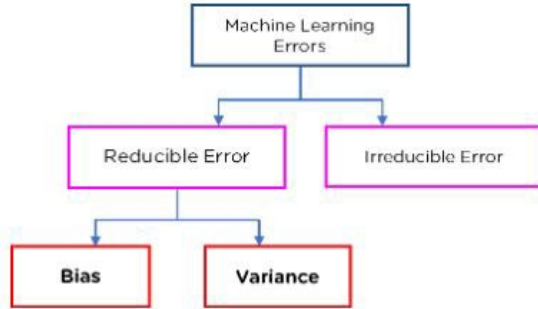 Machine Learning
Errors
Reducible Error
Irreducible Error
Bias
Variance